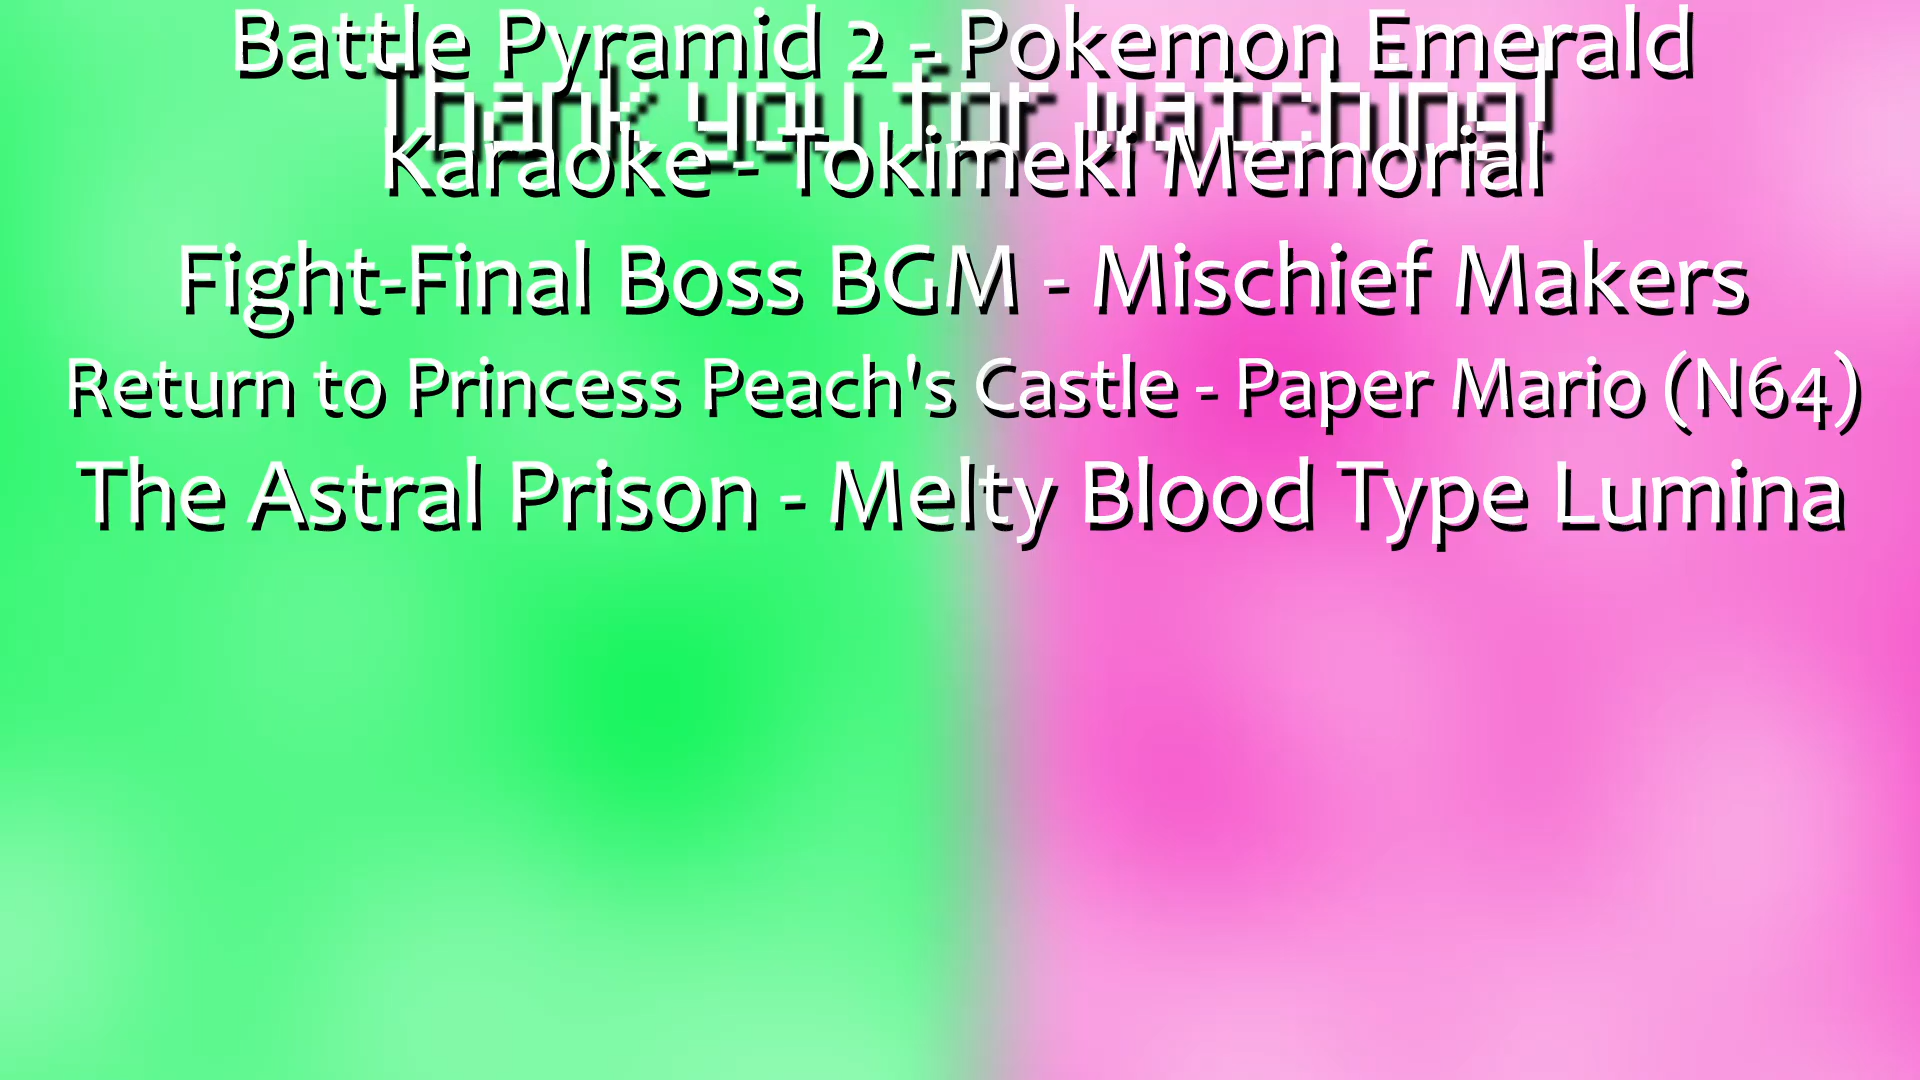 Battle Pyramid 2 - Pokemon Emerald
Thank you for watching!
Karaoke - Tokimeki Memorial
Fight-Final Boss BGM - Mischief Makers
Return to Princess Peach's Castle - Paper Mario (N64)
The Astral Prison - Melty Blood Type Lumina